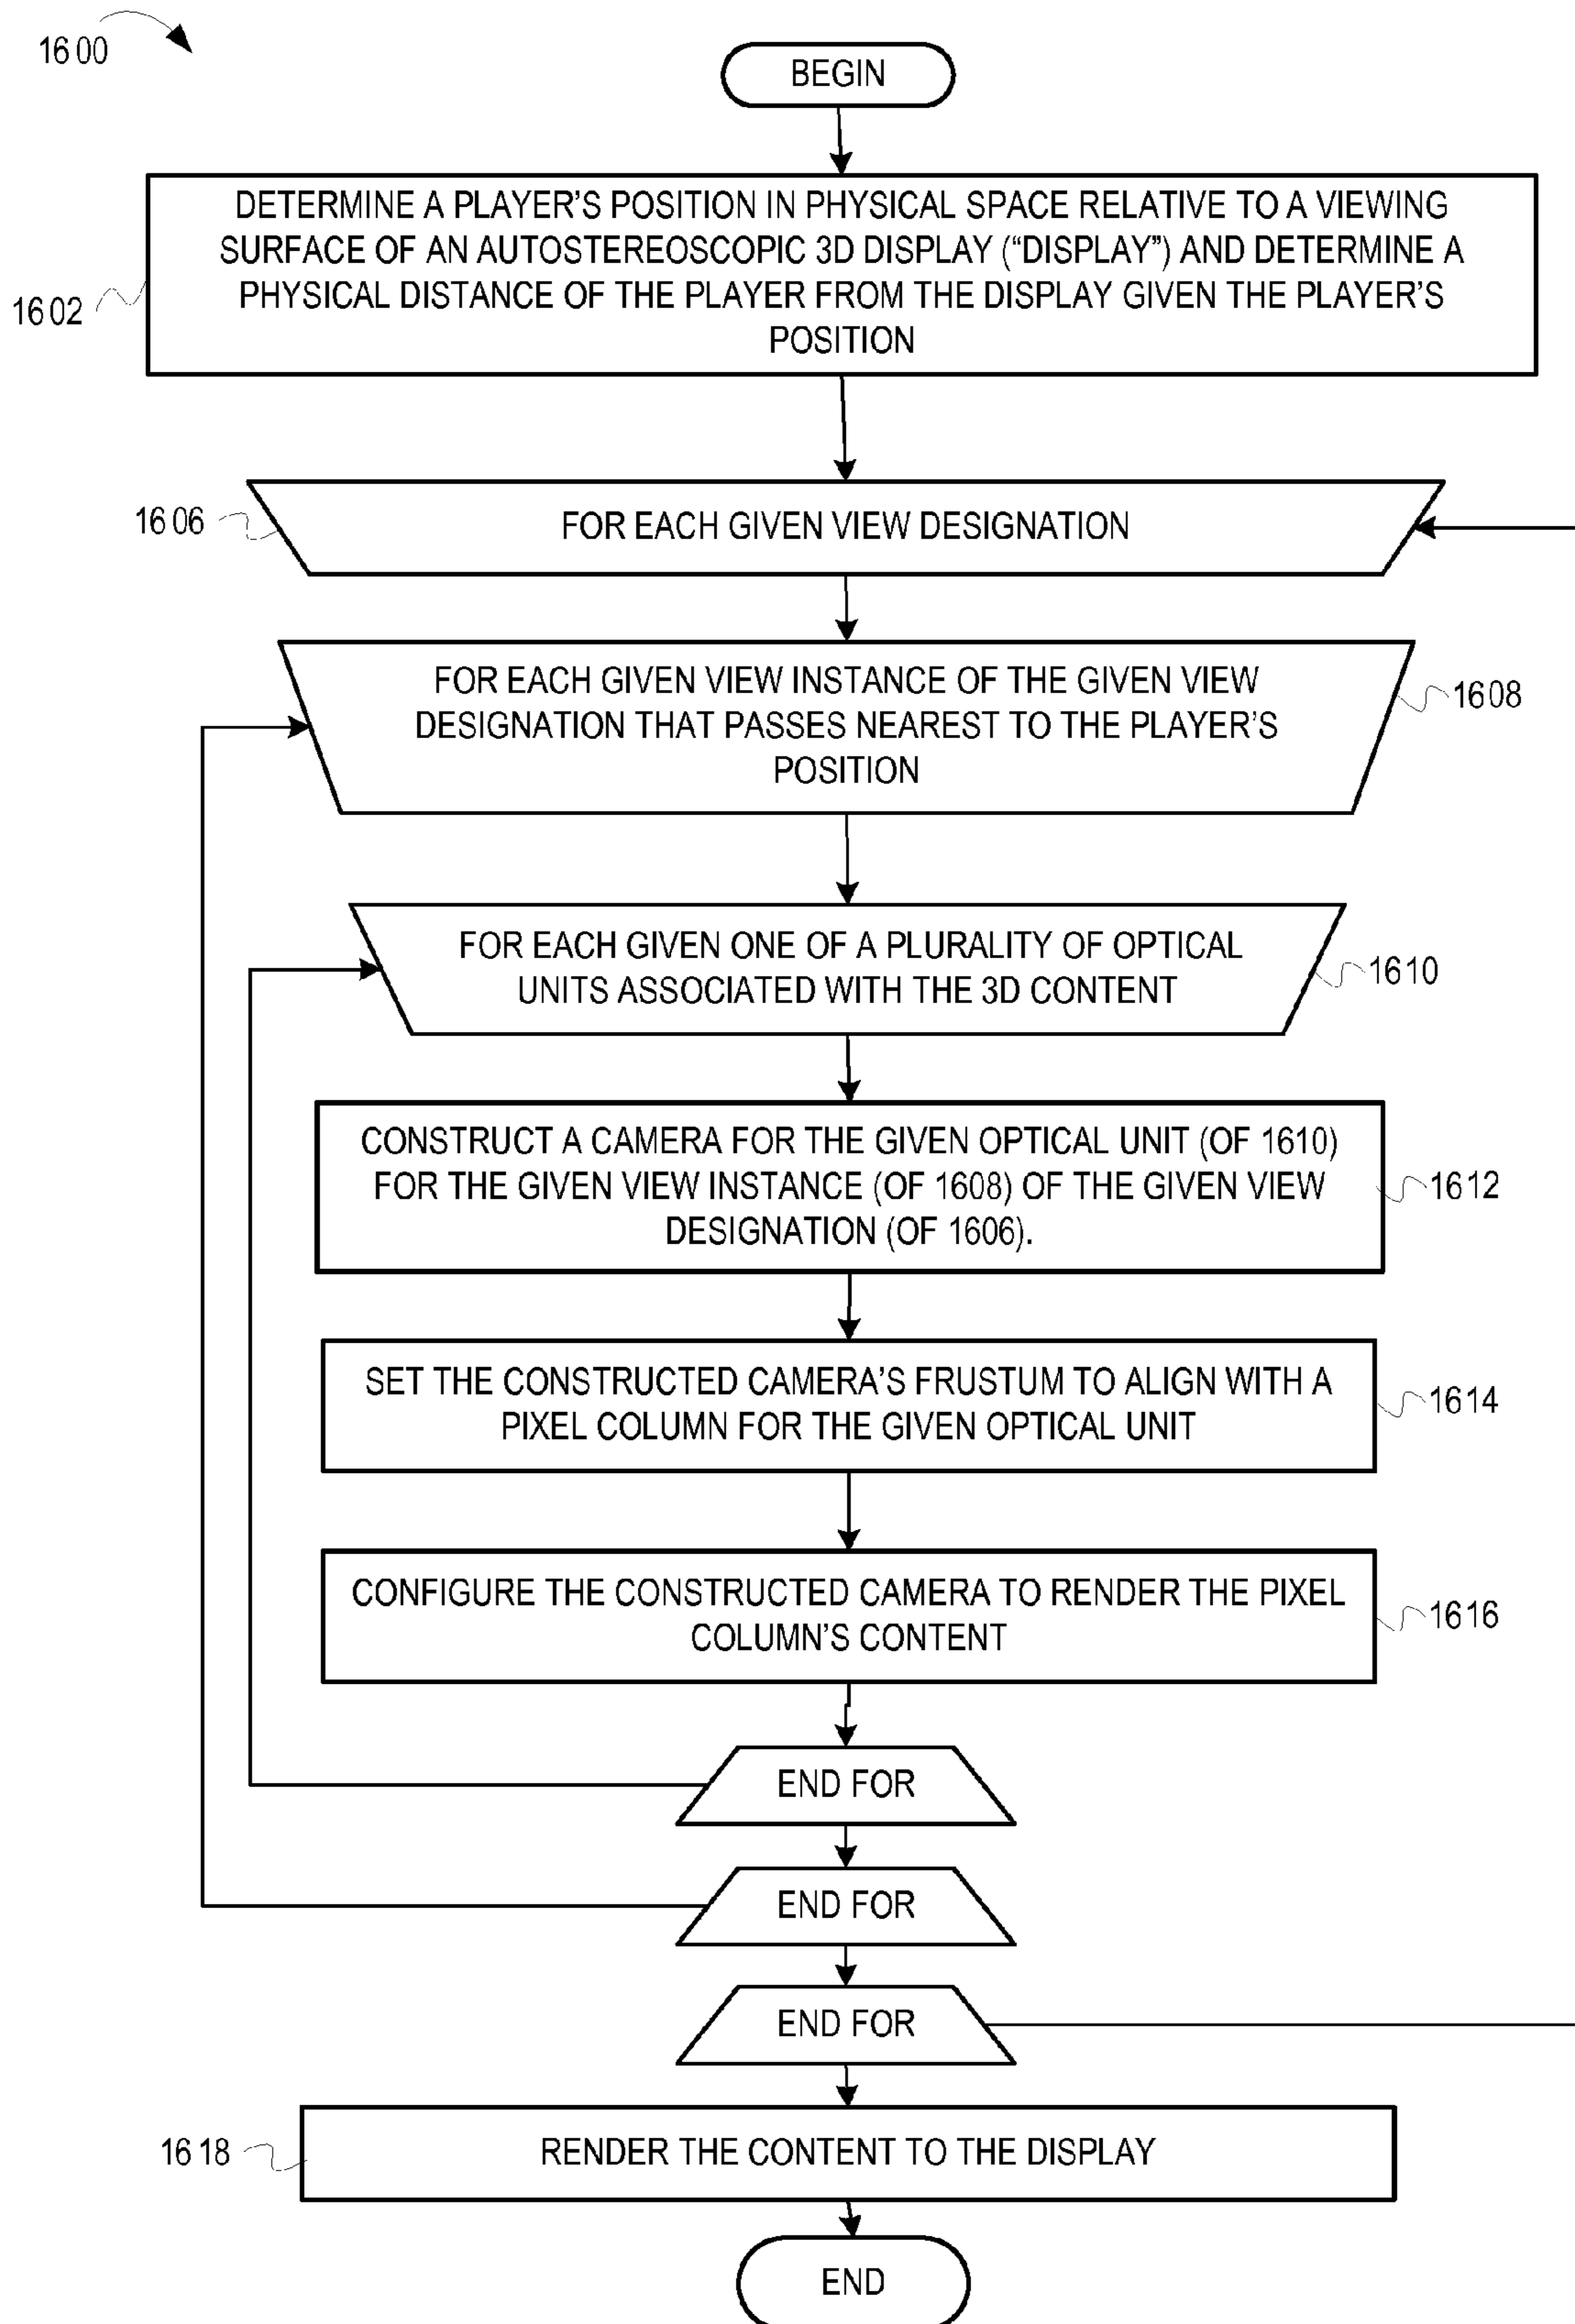 1600
BEGIN
DETERMINE A PLAYER'S POSITION IN PHYSICAL SPACE RELATIVE TO A VIEWING
SURFACE OF AN AUTOSTEREOSCOPIC 3D DISPLAY (“DISPLAY”) AND DETERMINE A
PHYSICAL DISTANCE OF THE PLAYER FROM THE DISPLAY GIVEN THE PLAYER'S
POSITION
1602
1606
FOR EACH GIVEN VIEW DESIGNATION
FOR EACH GIVEN VIEW INSTANCE OF THE GIVEN VIEW
DESIGNATION THAT PASSES NEAREST TO THE PLAYER'S
POSITION
1608
FOR EACH GIVEN ONE OF A PLURALITY OF OPTICAL
UNITS ASSOCIATED WITH THE 3D CONTENT
1610
CONSTRUCT A CAMERA FOR THE GIVEN OPTICAL UNIT (OF 1610)
FOR THE GIVEN VIEW INSTANCE (OF 1608) OF THE GIVEN VIEW
DESIGNATION (OF 1606).
1612
SET THE CONSTRUCTED CAMERA'S FRUSTUM TO ALIGN WITH A
PIXEL COLUMN FOR THE GIVEN OPTICAL UNIT
1614
CONFIGURE THE CONSTRUCTED CAMERA TO RENDER THE PIXEL
COLUMN'S CONTENT
1616
END FOR
END FOR
END FOR
1618
RENDER THE CONTENT TO THE DISPLAY
END